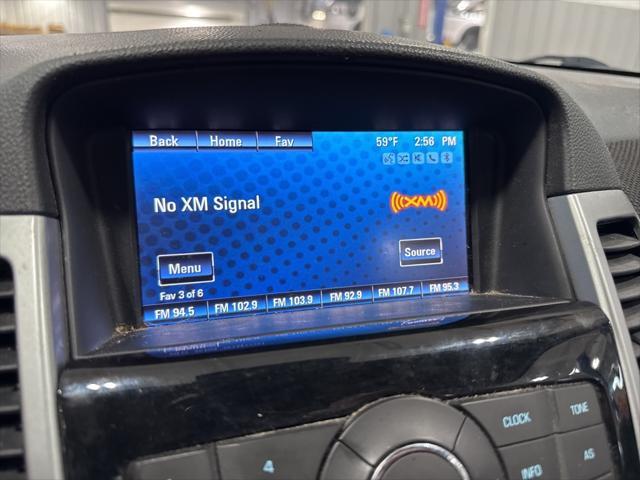 Back Home Fav 59°F 2:56 PM
No XM Signal
((XM))
Menu Source
Fav 3 of 6
FM 94.5 FM 102.9 FM 103.9 FM 92.9 FM 107.7 FM 95.3
CLOCK TONE
4 INFO AS